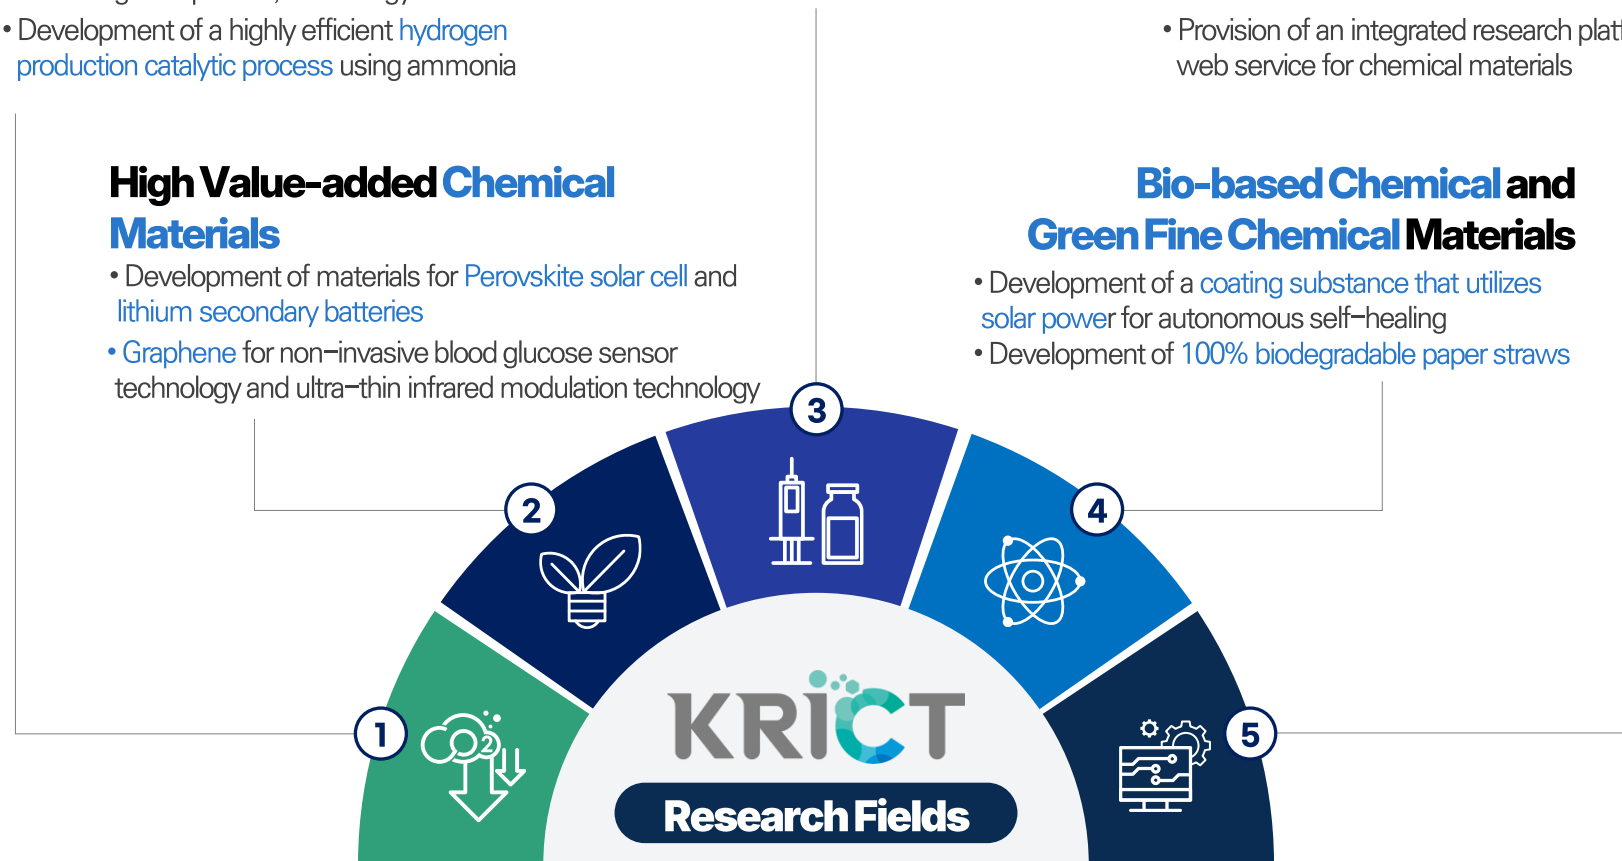 • Development of a highly efficient hydrogen
production catalytic process using ammonia
• Provision of an integrated research
web service for chemical materials
High Value-added Chemical
Materials
• Development of materials for Perovskite solar cell and
lithium secondary batteries
• Graphene for non-invasive blood glucose sensor
technology and ultra-thin infrared modulation technology
Bio-based Chemical and
Green Fine Chemical Materials
• Development of a coating substance that utilizes
solar power for autonomous self-healing
• Development of 100% biodegradable paper straws
3
2
4
1
O2
5
KRICT
Research Fields